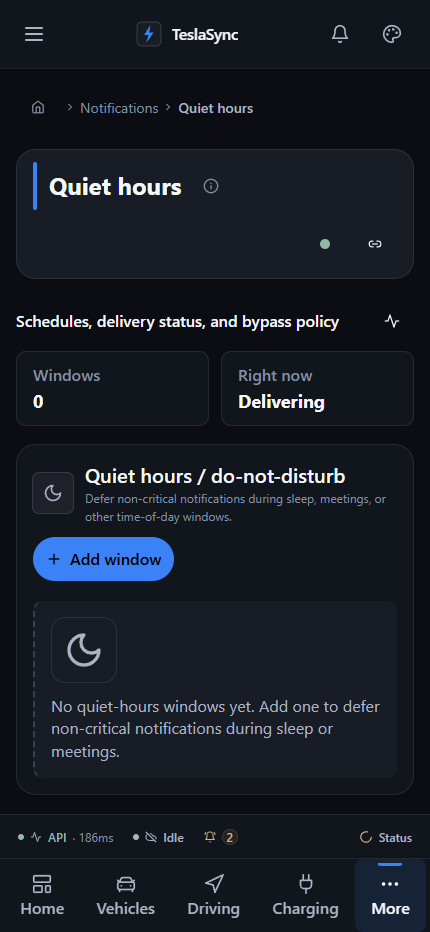 TeslaSync
Notifications
Quiet hours
Quiet hours
Schedules, delivery status, and bypass policy
Windows
0
Right now
Delivering
Quiet hours / do-not-disturb
Defer non-critical notifications during sleep, meetings, or
other time-of-day windows.
Add window
No quiet-hours windows yet. Add one to defer
non-critical notifications during sleep or
meetings.
API · 186ms
Idle
2
Status
Home
Vehicles
Driving
Charging
More